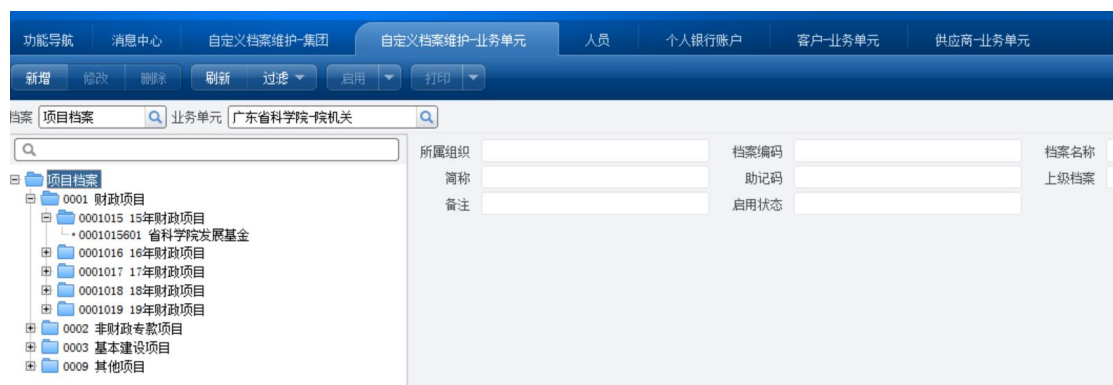 功能导航 消息中心 自定义档案维护-集团 自定义档案维护-业务单元 人员 个人银行账户 客户-业务单元 供应商-业务单元
新增 修改 删除 刷新 过滤 启用 打印
档案 项目档案 业务单元 广东省科学院-院机关
所属组织 档案编码 档案名称
项目档案 简称 助记码 上级档案
0001 财政项目 备注 启用状态
0001015 15年财政项目
0001015601 省科学院发展基金
0001016 16年财政项目
0001017 17年财政项目
0001018 18年财政项目
0001019 19年财政项目
0002 非财政专款项目
0003 基本建设项目
0009 其他项目